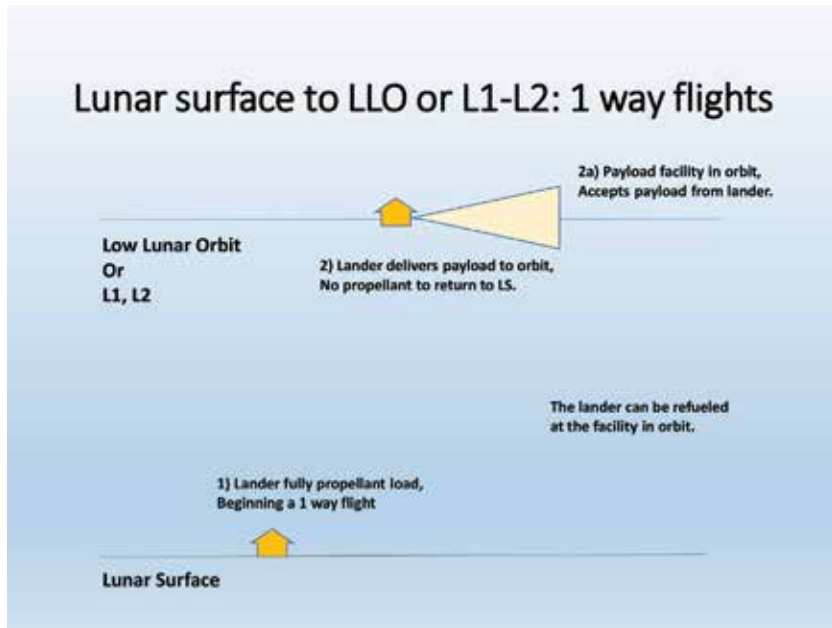 Lunar surface to LLO or L1-L2: 1 way flights
2a) Payload facility in orbit,
Accepts payload from lander.
Low Lunar Orbit
Or
L1, L2
2) Lander delivers payload to orbit,
No propellant to return to LS.
The lander can be refueled
at the facility in orbit.
1) Lander fully propellant load,
Beginning a 1 way flight
Lunar Surface